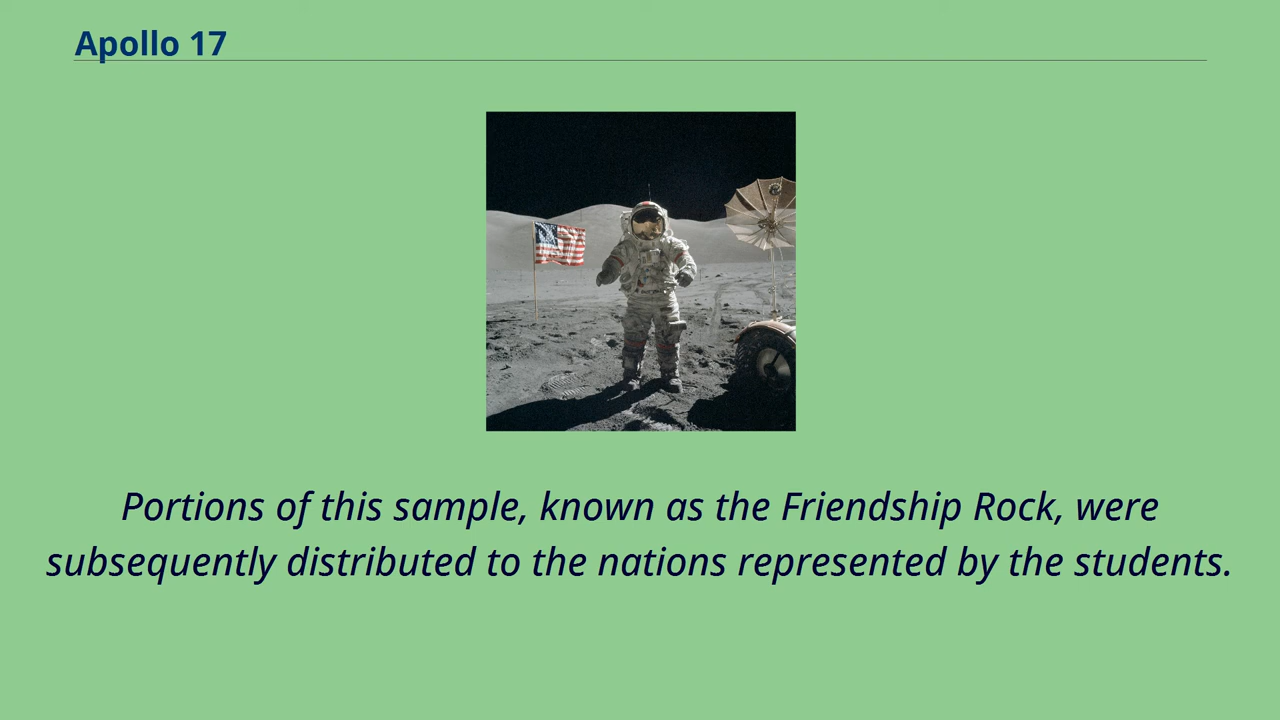 Apollo 17
Portions of this sample, known as the Friendship Rock, were
subsequently distributed to the nations represented by the students.